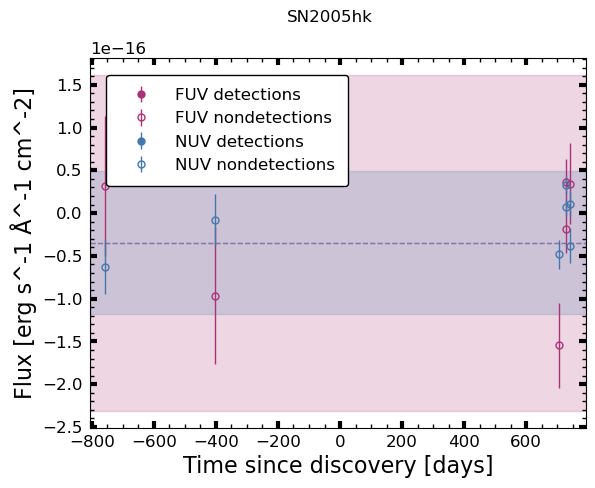 SN2005hk
1e−16
FUV detections
FUV nondetections
NUV detections
NUV nondetections
1.5
1.0
0.5
0.0
−0.5
−1.0
−1.5
−2.0
−2.5
Flux [erg s^-1 Å^-1 cm^-2]
−800 −600 −400 −200 0 200 400 600
Time since discovery [days]